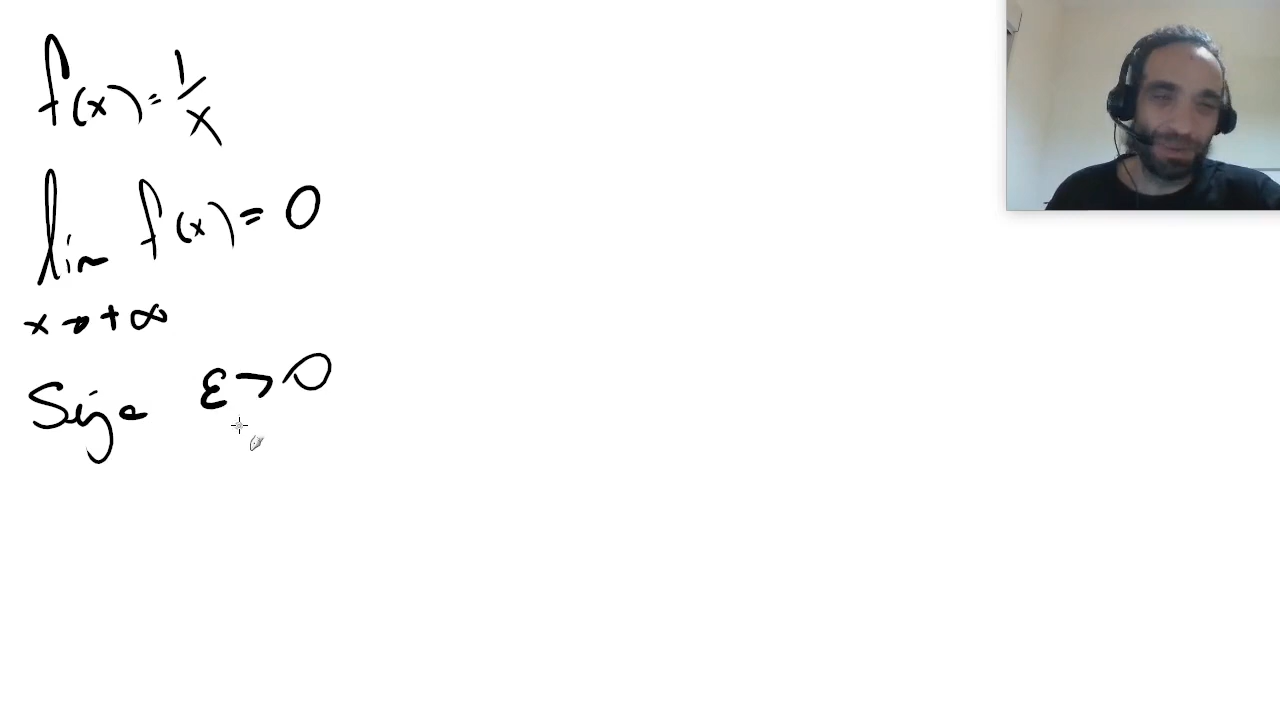 f(x) = 1/x
lim f(x) = 0
x → +∞
Seja ε > 0